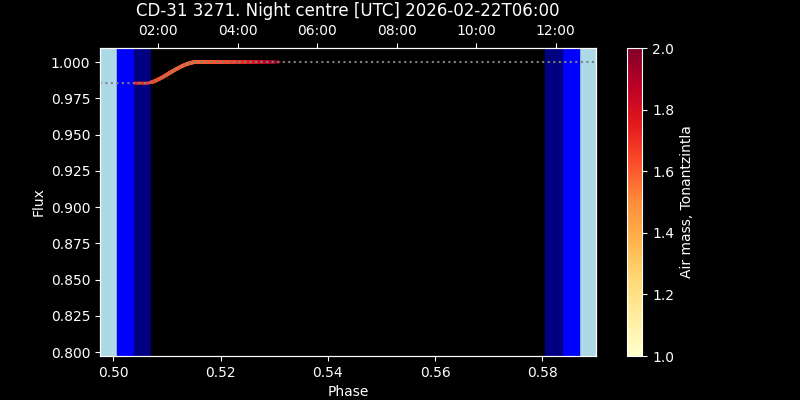 CD-31 3271. Night centre [UTC] 2026-02-22T06:00
02:00 04:00 06:00 08:00 10:00 12:00
1.000
0.975
0.950
0.925
0.900
0.875
0.850
0.825
0.800
Flux
0.50 0.52 0.54 0.56 0.58
Phase
2.0
1.8
1.6
1.4
1.2
1.0
Air mass, Tonantzintla